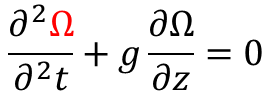 ∂²Ω/∂²t + g ∂Ω/∂z = 0